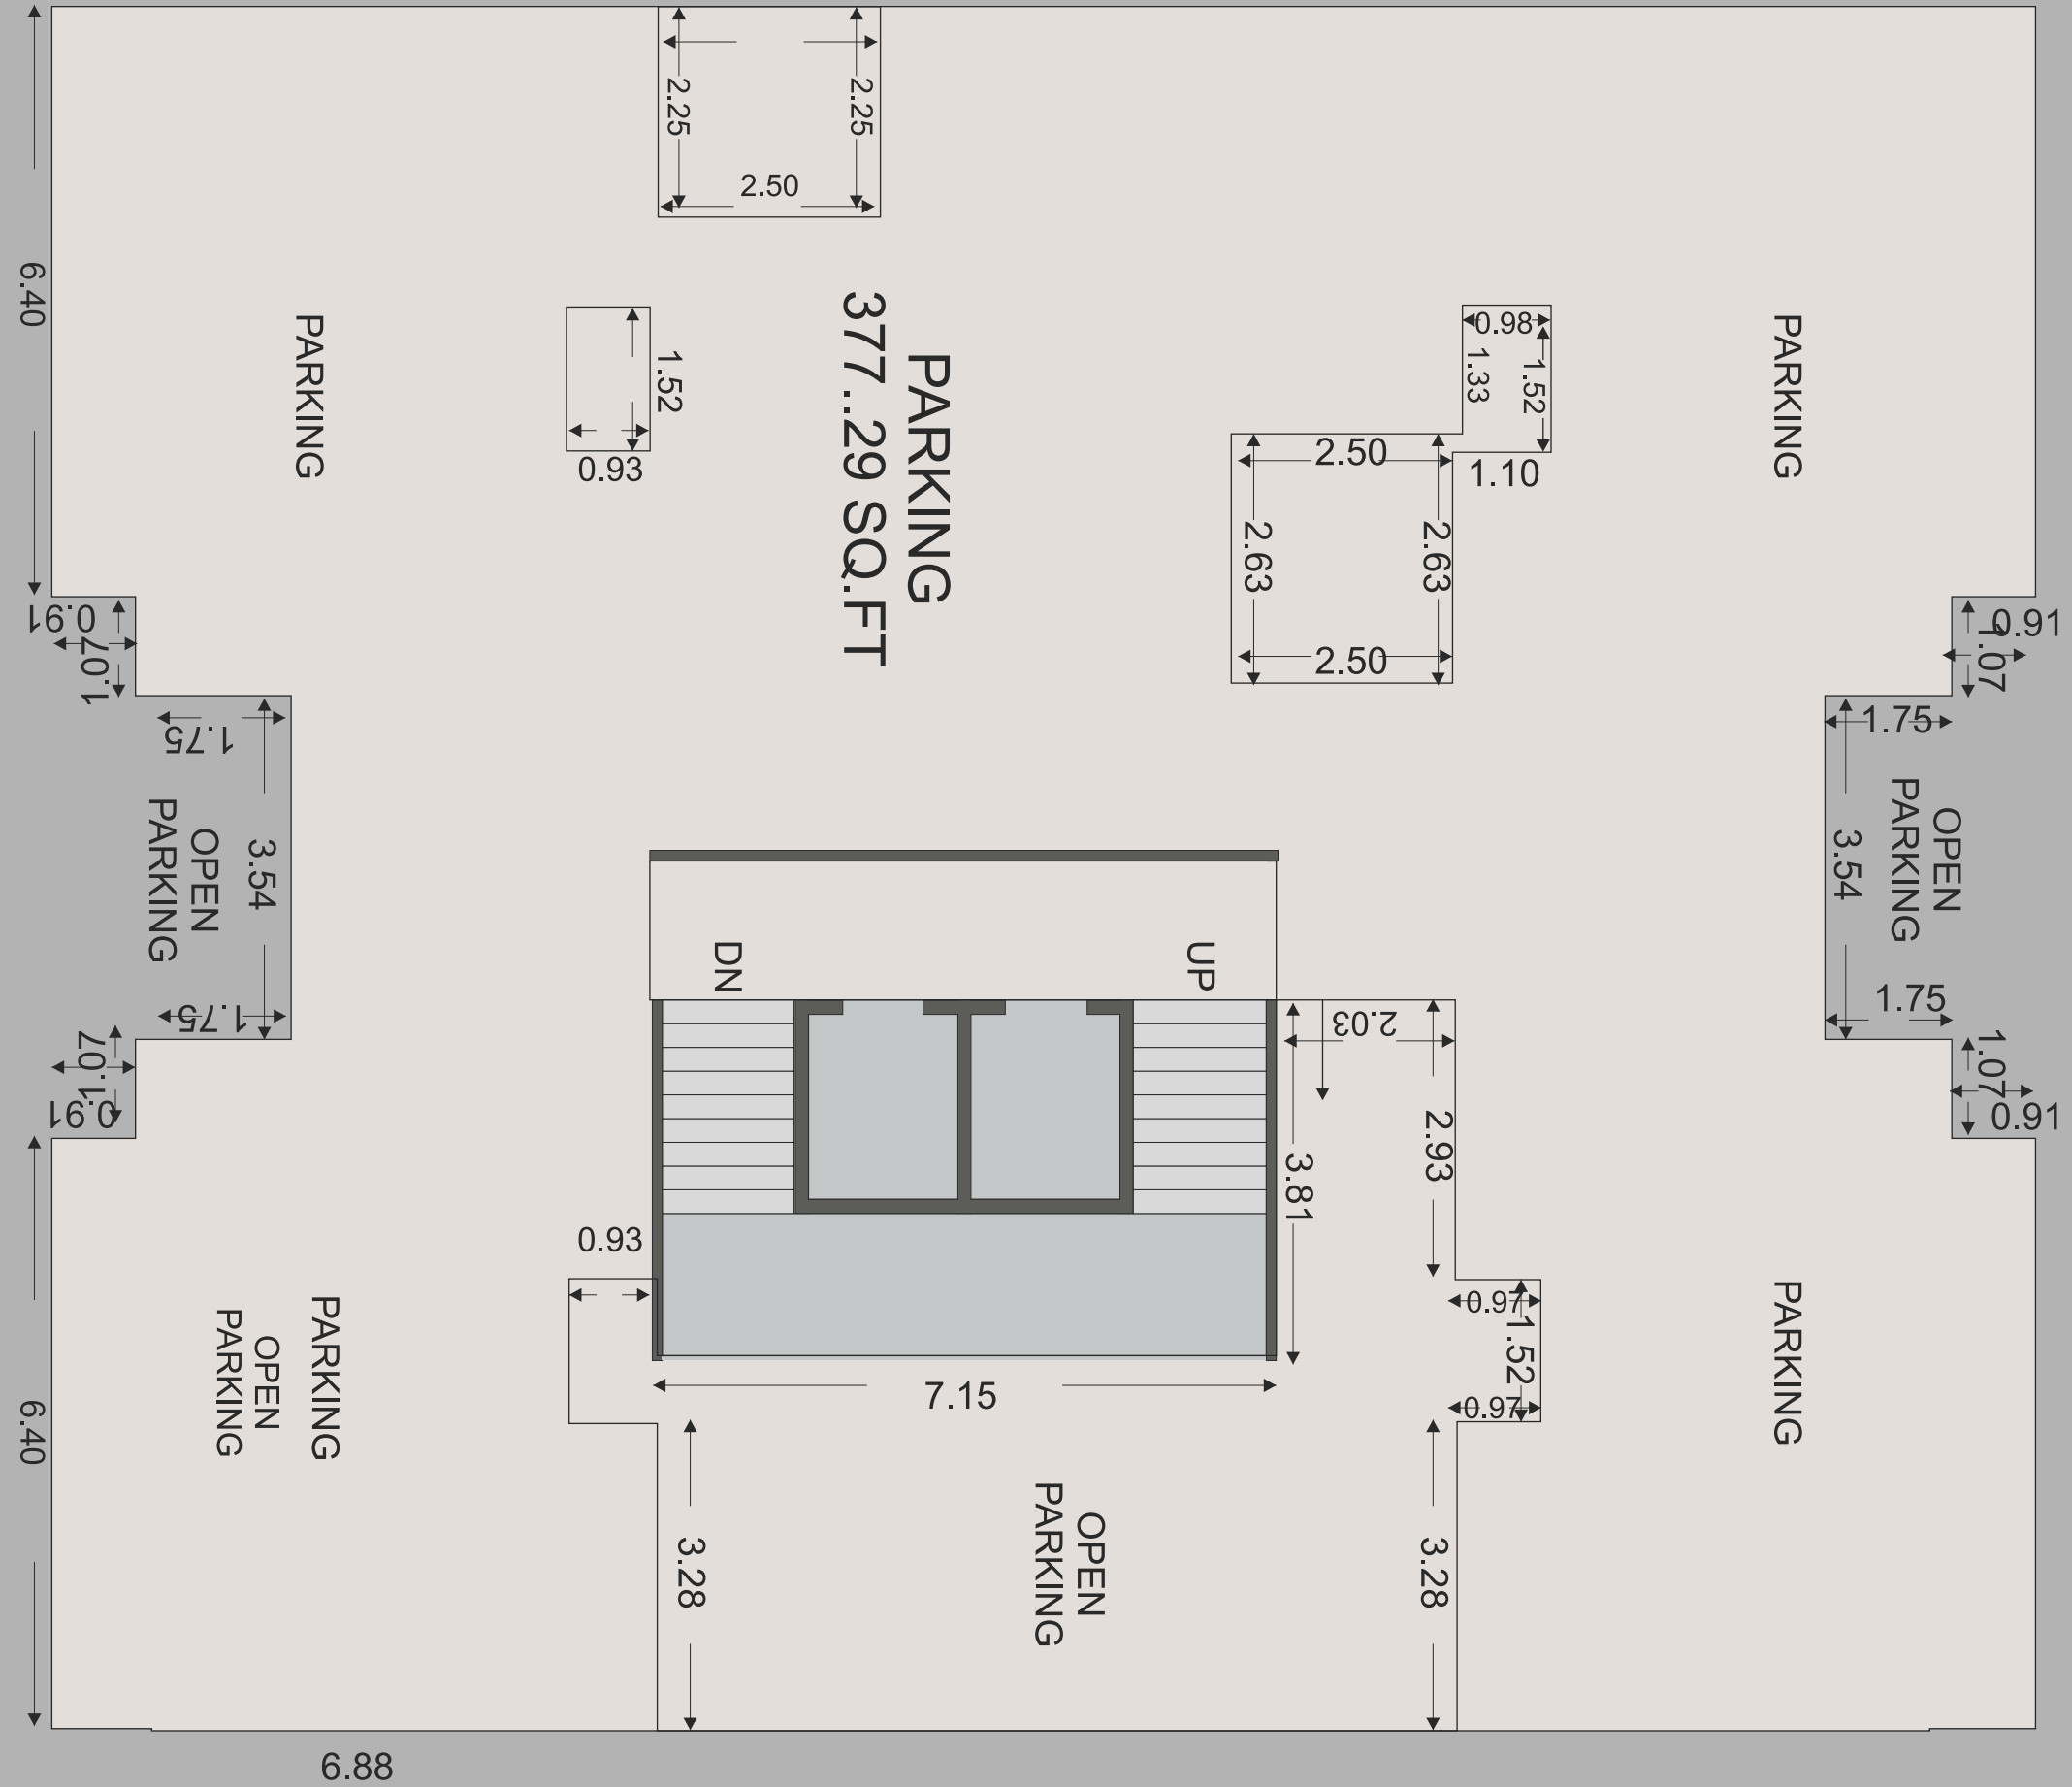 2.25
2.25
2.50
6.40
PARKING
1.52
0.93
PARKING
377..29 SQ.FT
0.98
1.33
1.52
1.10
2.50
2.63
2.63
2.50
PARKING
0.91
1.07
0.91
1.07
1.75
3.54
OPEN
PARKING
1.75
1.07
0.91
1.75
3.54
OPEN
PARKING
1.75
1.07
0.91
DN
UP
2.03
2.93
3.81
0.93
7.15
0.97
1.52
0.97
6.40
PARKING
OPEN
PARKING
3.28
OPEN
PARKING
3.28
PARKING
6.88